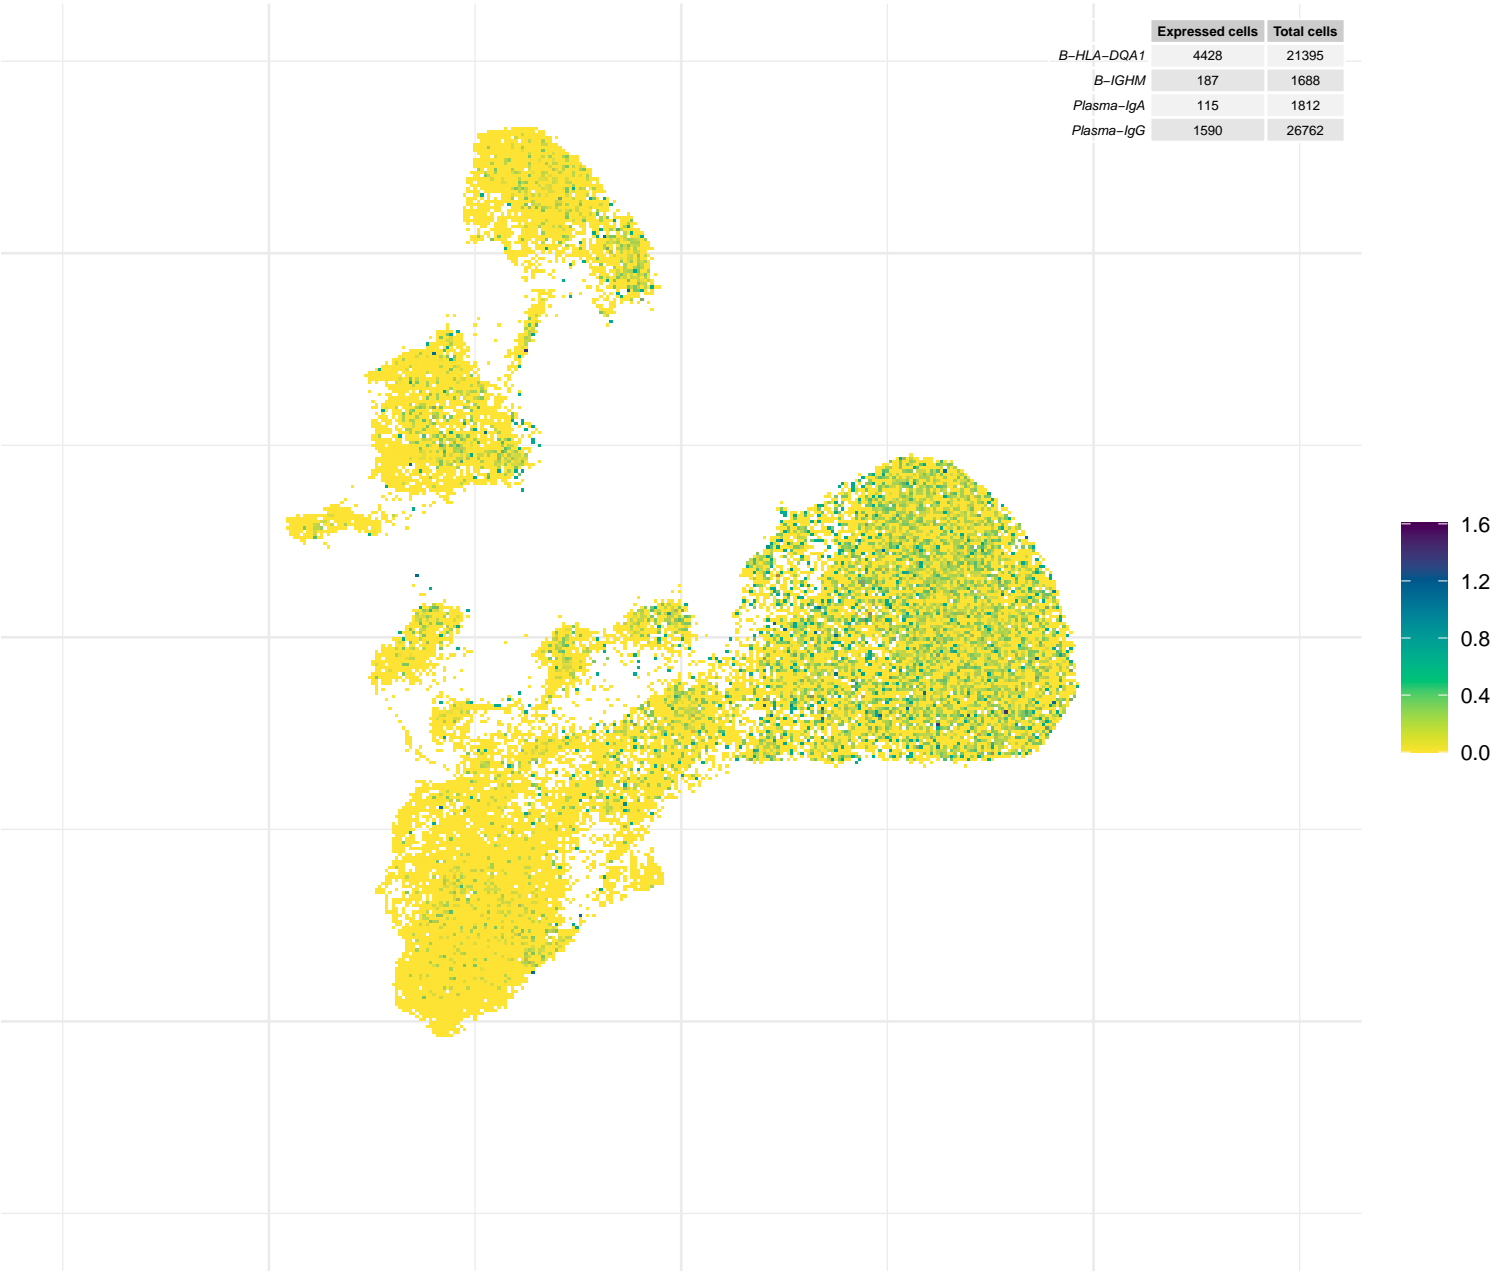 Expressed cells Total cells
B−HLA−DQA1 4428 21395
B−IGHM 187 1688
Plasma−IgA 115 1812
Plasma−IgG 1590 26762
1.6
1.2
0.8
0.4
0.0